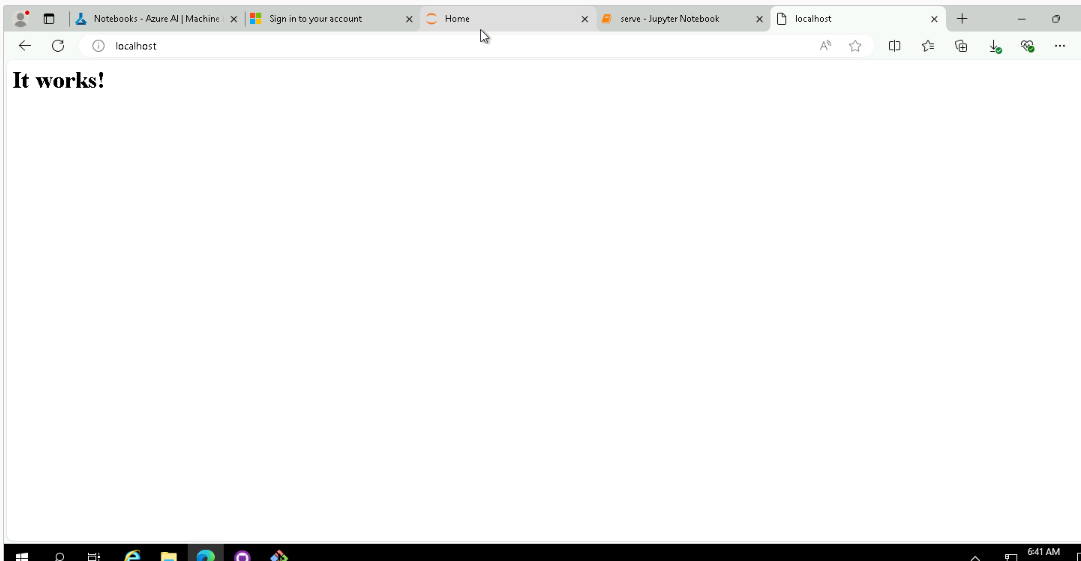 Notebooks - Azure AI | Machine
Sign in to your account
Home
serve - Jupyter Notebook
localhost
localhost
It works!
6:41 AM